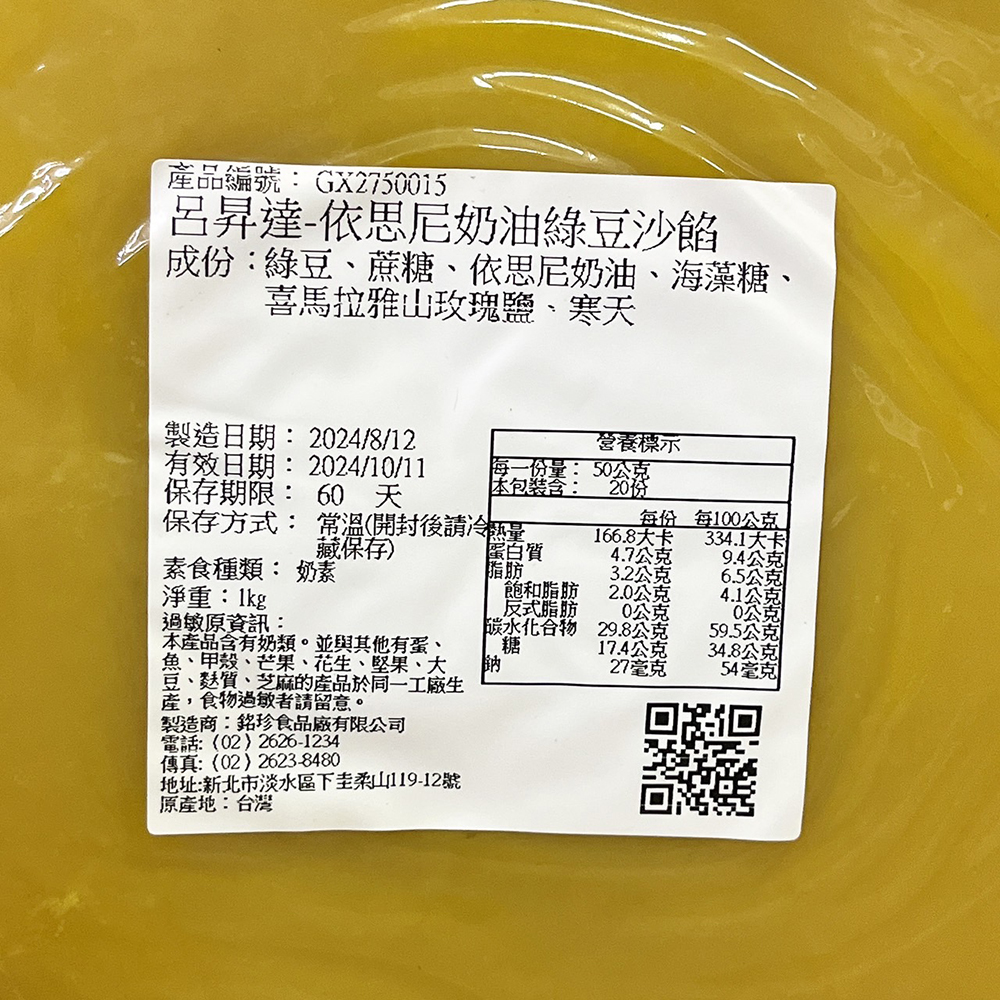 產品編號： GX2750015
呂昇達-依思尼奶油綠豆沙餡
成份：綠豆、蔗糖、依思尼奶油、海藻糖、
喜馬拉雅山玫瑰鹽、寒天
製造日期： 2024/8/12
有效日期： 2024/10/11
保存期限： 60 天
保存方式： 常溫(開封後請冷
藏保存)
素食種類： 奶素
淨重：1kg
過敏原資訊：
本產品含有奶類。並與其他有蛋、
魚、甲殼、芒果、花生、堅果、大
豆、麩質、芝麻的產品於同一工廠生
產，食物過敏者請留意。
製造商：銘珍食品廠有限公司
電話: (02) 2626-1234
傳真: (02) 2623-8480
地址:新北市淡水區下圭柔山119-12號
原產地：台灣
營養標示
每一份量： 50公克
本包裝含： 20份
每份 每100公克
熱量 166.8大卡 334.1大卡
蛋白質 4.7公克 9.4公克
脂肪 3.2公克 6.5公克
飽和脂肪 2.0公克 4.1公克
反式脂肪 0公克 0公克
碳水化合物 29.8公克 59.5公克
糖 17.4公克 34.8公克
鈉 27毫克 54毫克